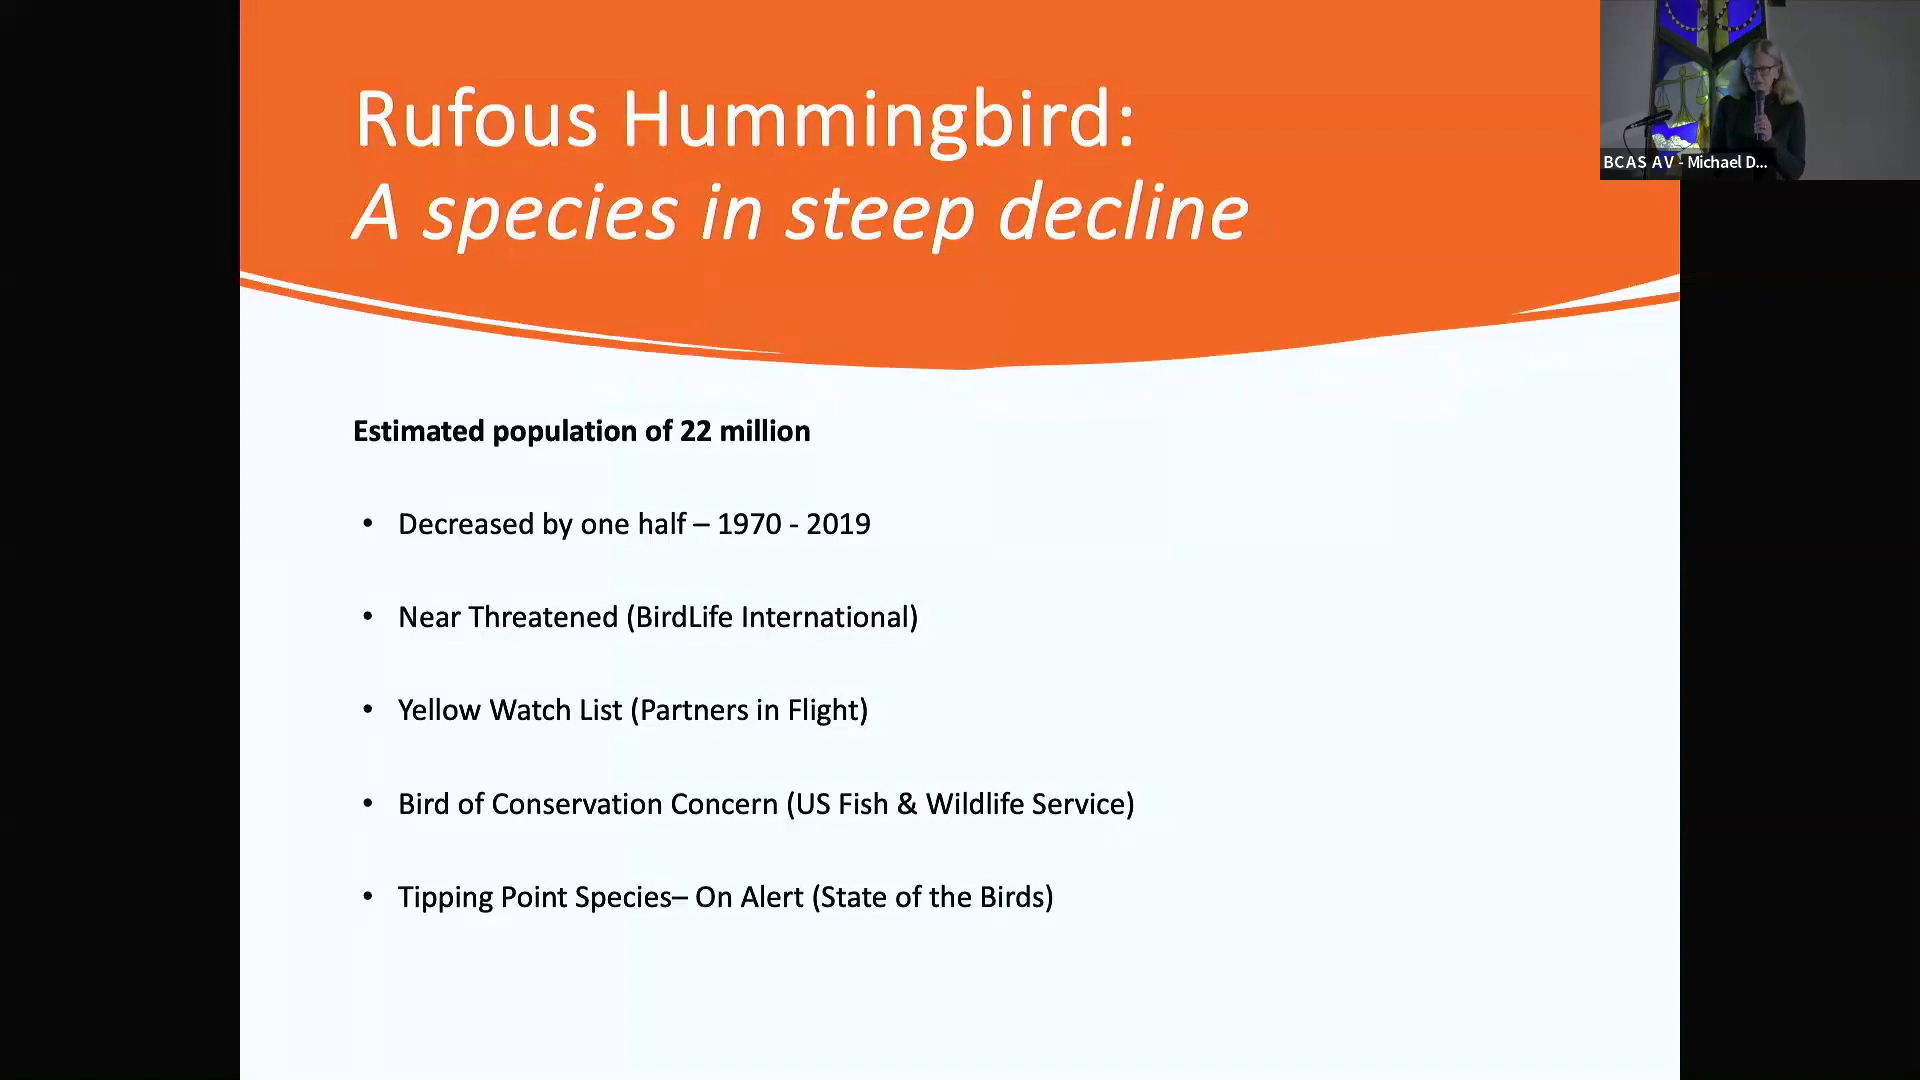 Rufous Hummingbird:
A species in steep decline
BCAS AV - Michael D...
Estimated population of 22 million
• Decreased by one half – 1970 - 2019
• Near Threatened (BirdLife International)
• Yellow Watch List (Partners in Flight)
• Bird of Conservation Concern (US Fish & Wildlife Service)
• Tipping Point Species– On Alert (State of the Birds)